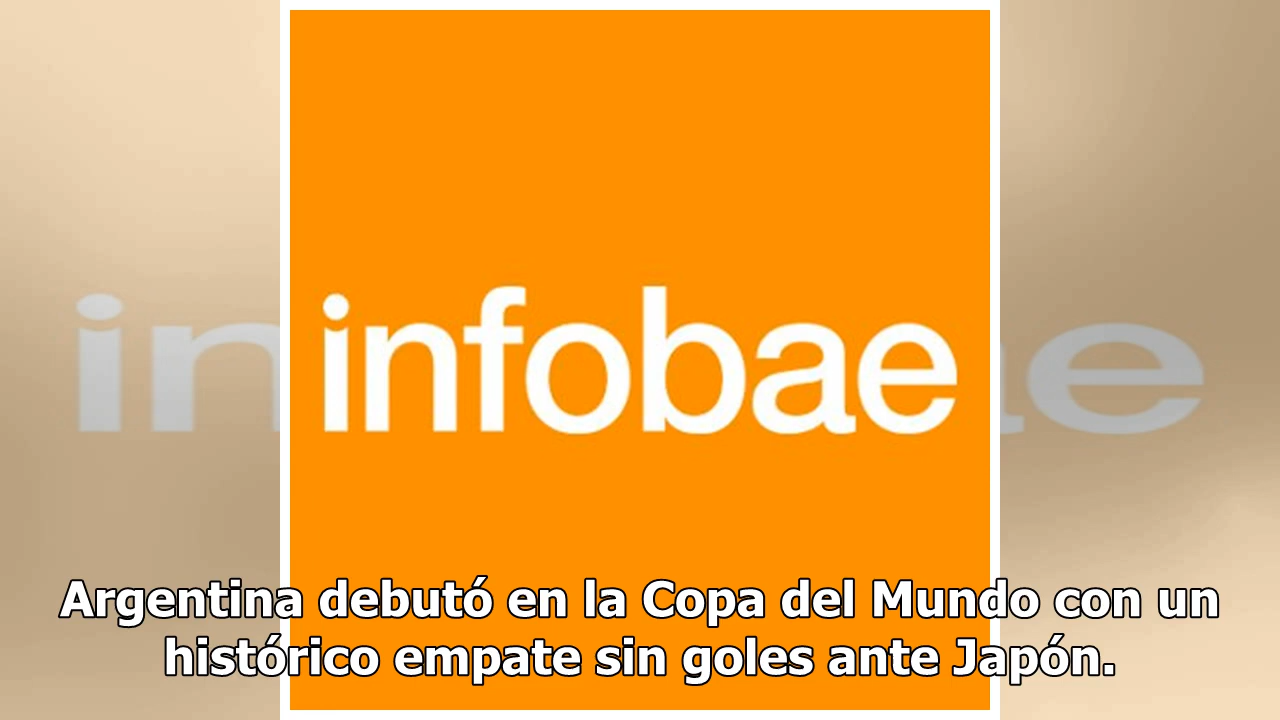 infobae
Argentina debutó en la Copa del Mundo con un
histórico empate sin goles ante Japón.